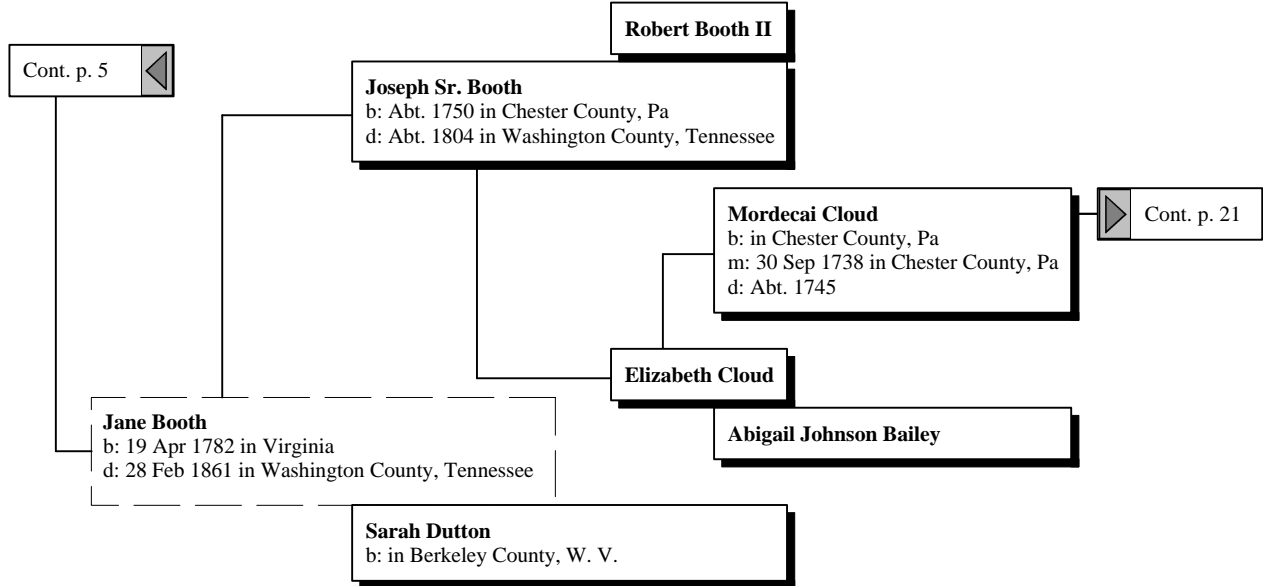 Robert Booth II
Cont. p. 5
Joseph Sr. Booth
b: Abt. 1750 in Chester County, Pa
d: Abt. 1804 in Washington County, Tennessee
Mordecai Cloud
b: in Chester County, Pa
m: 30 Sep 1738 in Chester County, Pa
d: Abt. 1745
Cont. p. 21
Elizabeth Cloud
Jane Booth
b: 19 Apr 1782 in Virginia
d: 28 Feb 1861 in Washington County, Tennessee
Abigail Johnson Bailey
Sarah Dutton
b: in Berkeley County, W. V.